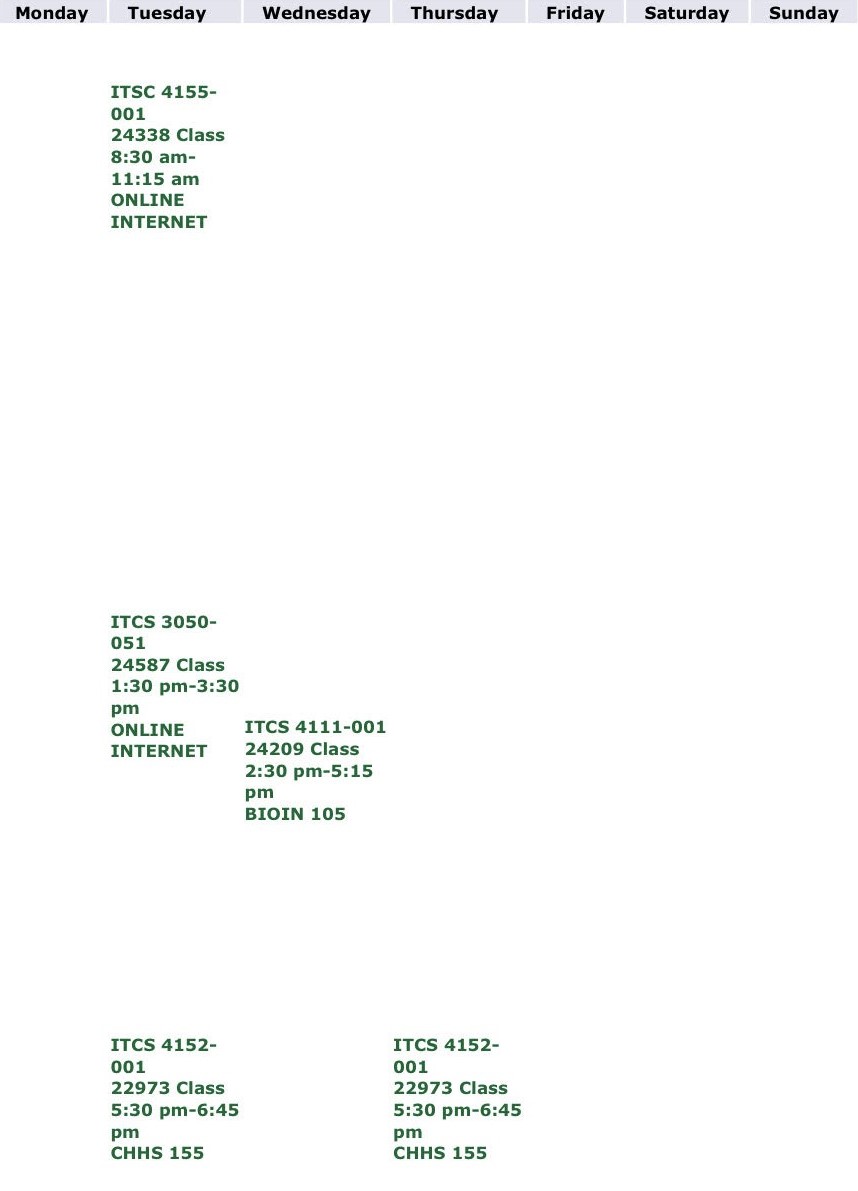 Monday Tuesday Wednesday Thursday Friday Saturday Sunday
ITSC 4155-
001
24338 Class
8:30 am-
11:15 am
ONLINE
INTERNET
ITCS 3050-
051
24587 Class
1:30 pm-3:30
pm
ONLINE
INTERNET
ITCS 4111-001
24209 Class
2:30 pm-5:15
pm
BIOIN 105
ITCS 4152-
001
22973 Class
5:30 pm-6:45
pm
CHHS 155
ITCS 4152-
001
22973 Class
5:30 pm-6:45
pm
CHHS 155